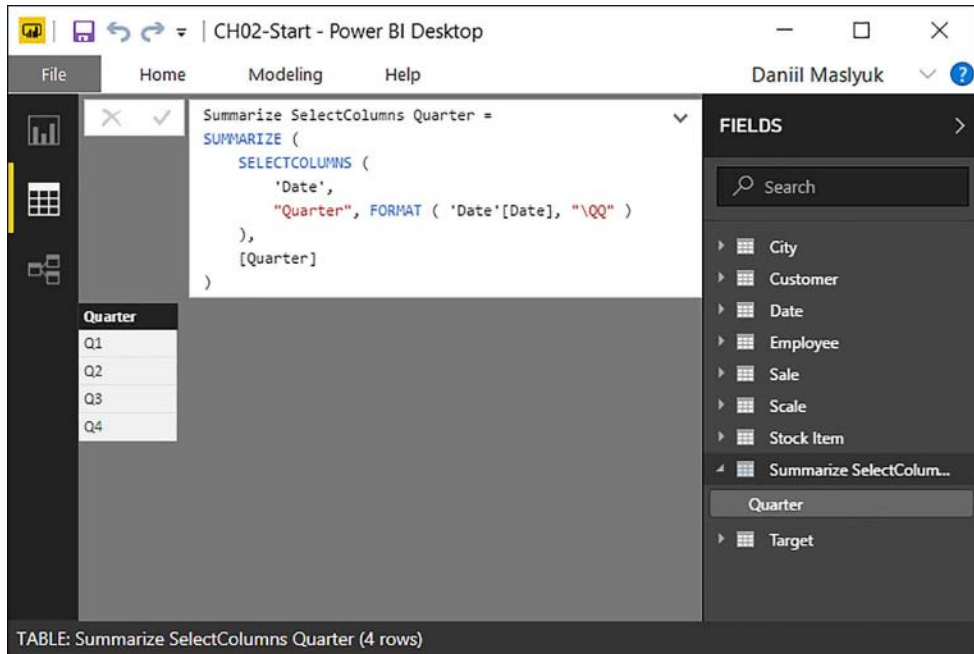 CH02-Start - Power BI Desktop
File Home Modeling Help Daniil Maslyuk ?
Summarize SelectColumns Quarter =
SUMMARIZE (
SELECTCOLUMNS (
'Date',
"Quarter", FORMAT ( 'Date'[Date], "\QQ" )
),
[Quarter]
)
Quarter
Q1
Q2
Q3
Q4
FIELDS
Search
City
Customer
Date
Employee
Sale
Scale
Stock Item
Summarize SelectColum...
Quarter
Target
TABLE: Summarize SelectColumns Quarter (4 rows)